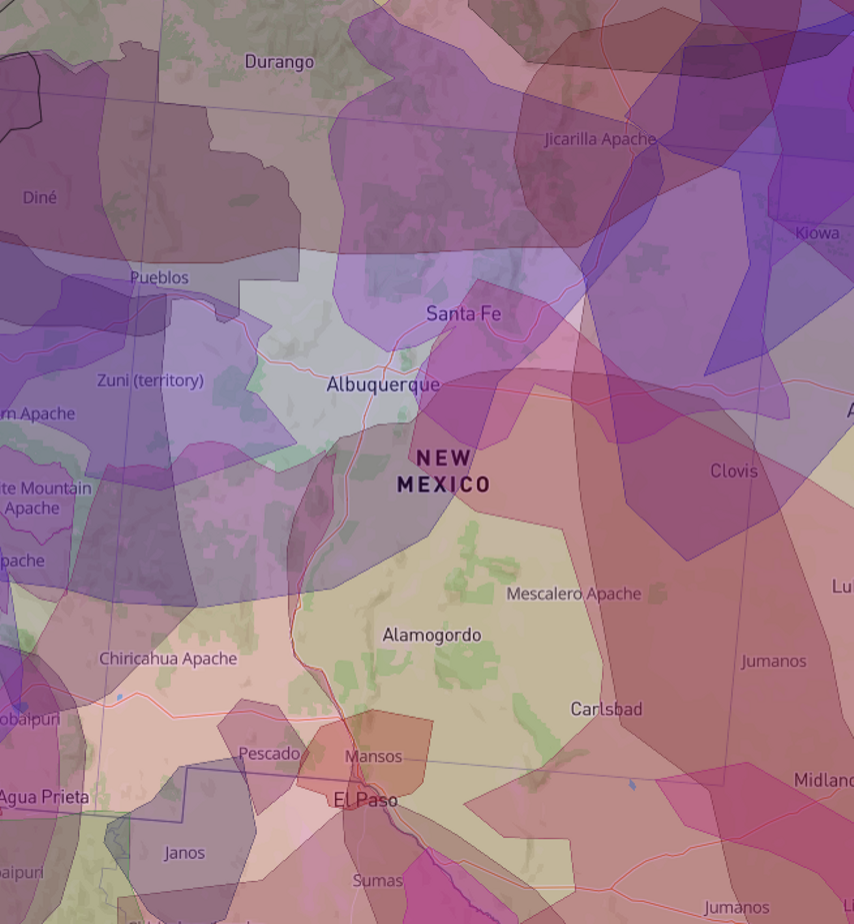 Durango
Jicarilla Apache
Diné
Kiowa
Pueblos
Santa Fe
Zuni (territory)
Albuquerque
rn Apache
NEW
MEXICO
Clovis
te Mountain
Apache
pache
Mescalero Apache
Lu
Alamogordo
Chiricahua Apache
Jumanos
Carlsbad
obaipuri
Pescado
Mansos
Midland
Agua Prieta
El Paso
Janos
aipuri
Sumas
Jumanos